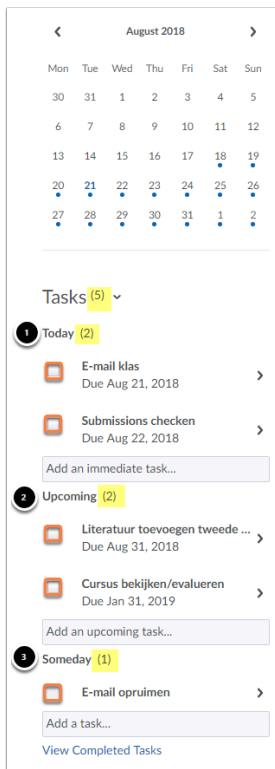 August 2018
Mon Tue Wed Thu Fri Sat Sun
30 31 1 2 3 4 5
6 7 8 9 10 11 12
13 14 15 16 17 18 19
20 21 22 23 24 25 26
27 28 29 30 31 1 2
Tasks (5)
1 Today (2)
E-mail klas
Due Aug 21, 2018
Submissions checken
Due Aug 22, 2018
Add an immediate task...
2 Upcoming (2)
Literatuur toevoegen tweede ...
Due Aug 31, 2018
Cursus bekijken/evalueren
Due Jan 31, 2019
Add an upcoming task...
3 Someday (1)
E-mail opruimen
Add a task...
View Completed Tasks